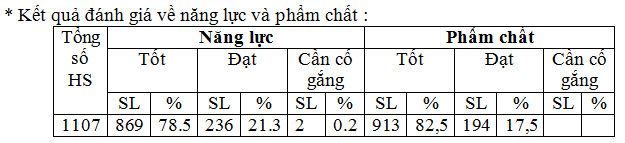 * Kết quả đánh giá về năng lực và phẩm chất :
Tổng số HS Năng lực Phẩm chất
Tốt Đạt Cần cố gắng Tốt Đạt Cần cố gắng
SL % SL % SL % SL % SL % SL %
1107 869 78.5 236 21.3 2 0.2 913 82,5 194 17,5